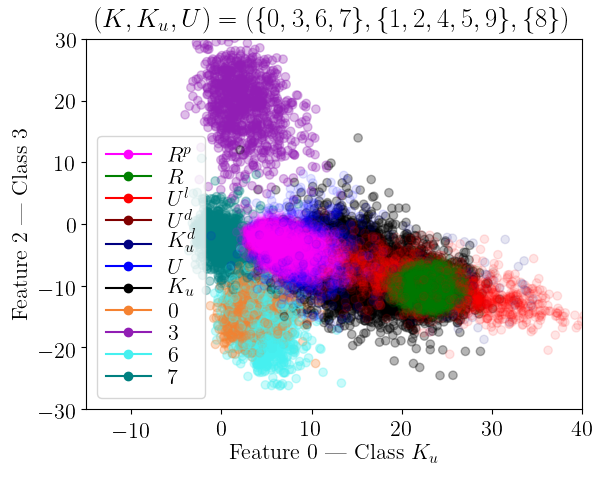 (K, K_u, U) = ({0, 3, 6, 7}, {1, 2, 4, 5, 9}, {8})
30
20
10
0
−10
−20
−30
Feature 2 — Class 3
R^p
R
U^l
U^d
K_u^d
U
K_u
0
3
6
7
−10
0
10
20
30
40
Feature 0 — Class K_u